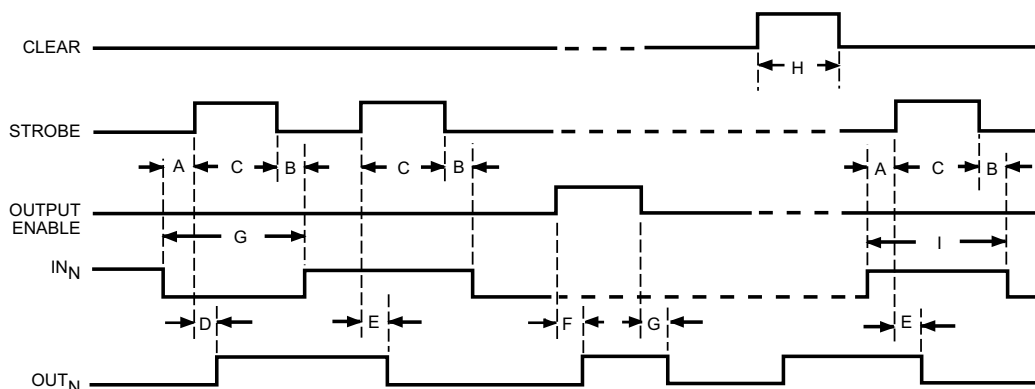 CLEAR
H
STROBE
A C B C B A C B
OUTPUT
ENABLE
G I
IN_N
D E F G E
OUT_N